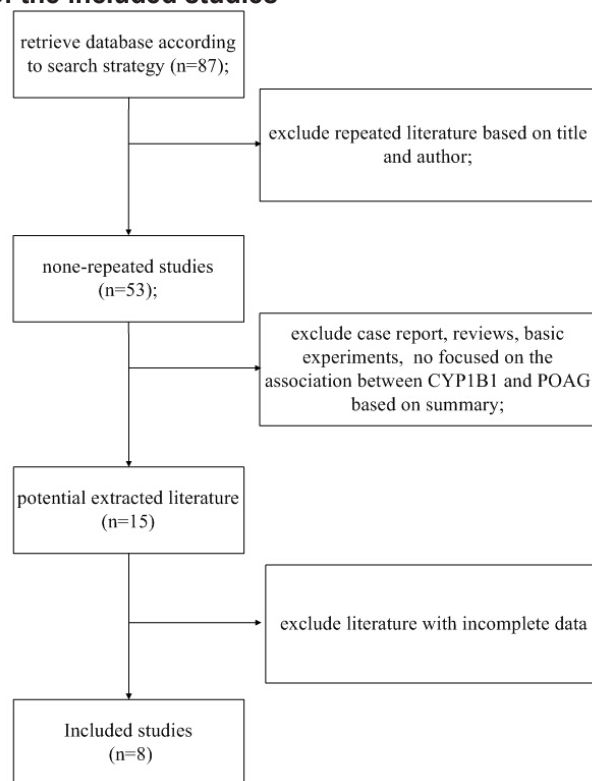 of the included studies
retrieve database according
to search strategy (n=87);
exclude repeated literature based on title
and author;
none-repeated studies
(n=53);
exclude case report, reviews, basic
experiments, no focused on the
association between CYP1B1 and POAG
based on summary;
potential extracted literature
(n=15)
exclude literature with incomplete data
Included studies
(n=8)